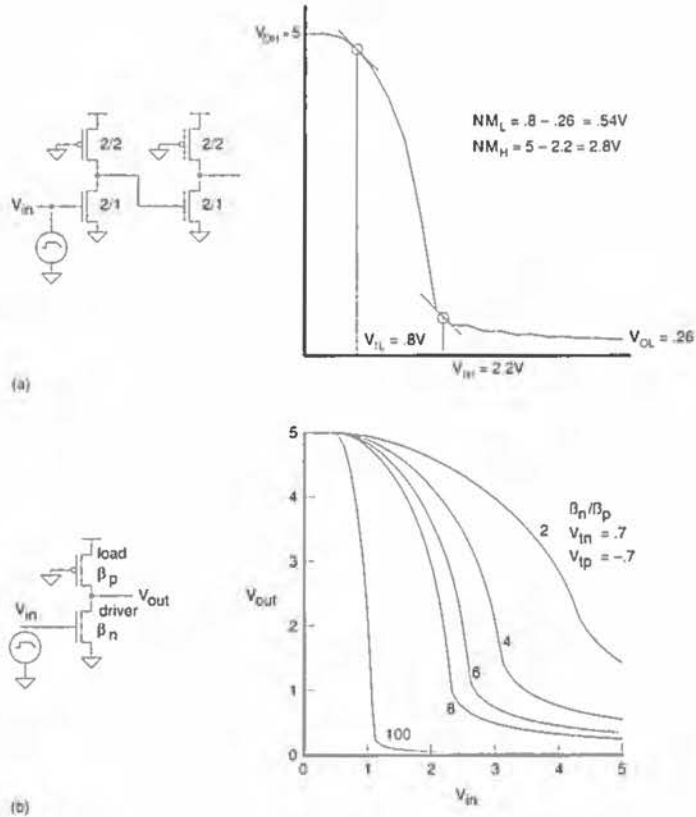 V_OH = 5
NM_L = .8 – .26 = .54V
NM_H = 5 – 2.2 = 2.8V
2/2
2/2
V_in
2/1
2/1
V_IL = .8V
V_OL = .26
V_IH = 2.2V
(a)
5
4
3
2
1
0
V_out
2
β_n/β_p
V_tn = .7
V_tp = –.7
4
6
8
100
0
1
2
3
4
5
V_in
load
β_p
V_out
V_in
driver
β_n
(b)